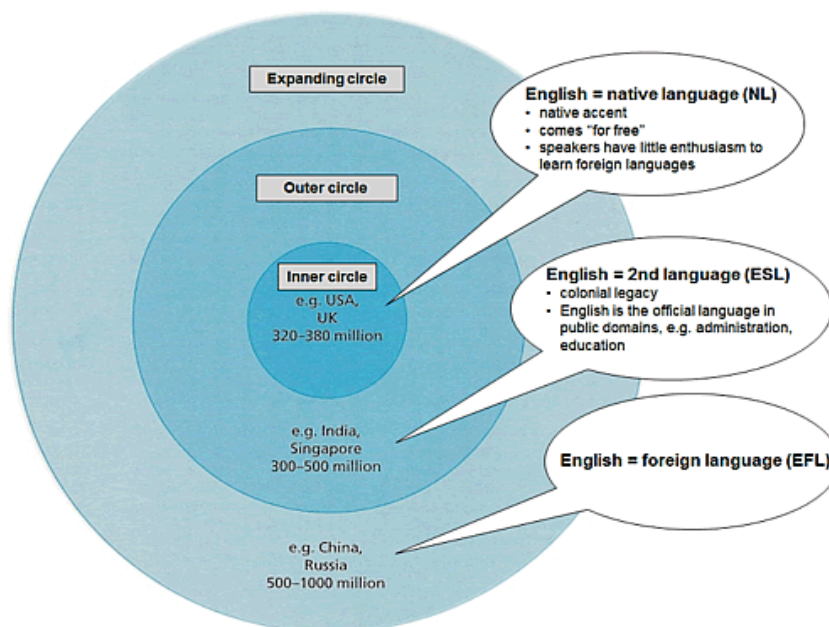 Expanding circle
English = native language (NL)
• native accent
• comes "for free"
• speakers have little enthusiasm to
learn foreign languages
Outer circle
Inner circle
e.g. USA,
UK
320–380 million
English = 2nd language (ESL)
• colonial legacy
• English is the official language in
public domains, e.g. administration,
education
e.g. India,
Singapore
300–500 million
English = foreign language (EFL)
e.g. China,
Russia
500–1000 million